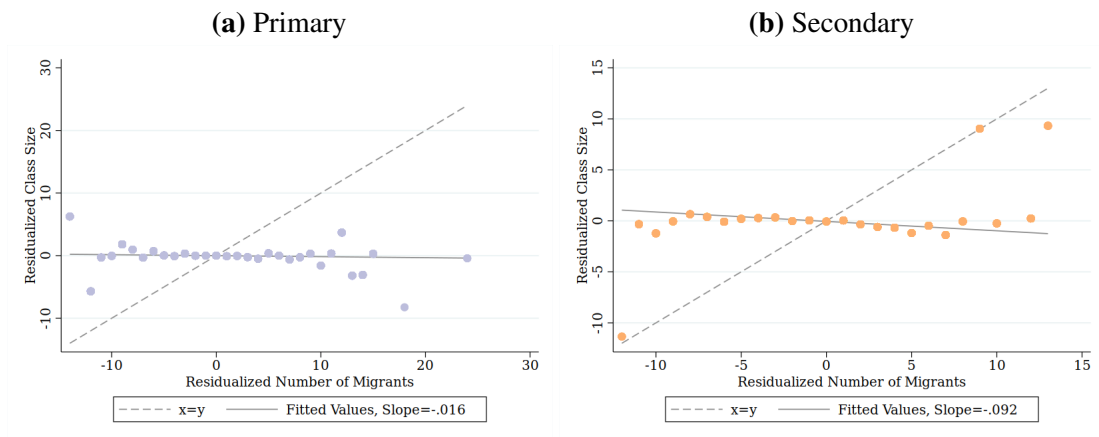 (a) Primary
Residualized Class Size
30
20
10
0
-10
-10 0 10 20 30
Residualized Number of Migrants
x=y Fitted Values, Slope=-.016
(b) Secondary
Residualized Class Size
15
10
5
0
-5
-10
-10 -5 0 5 10 15
Residualized Number of Migrants
x=y Fitted Values, Slope=-.092